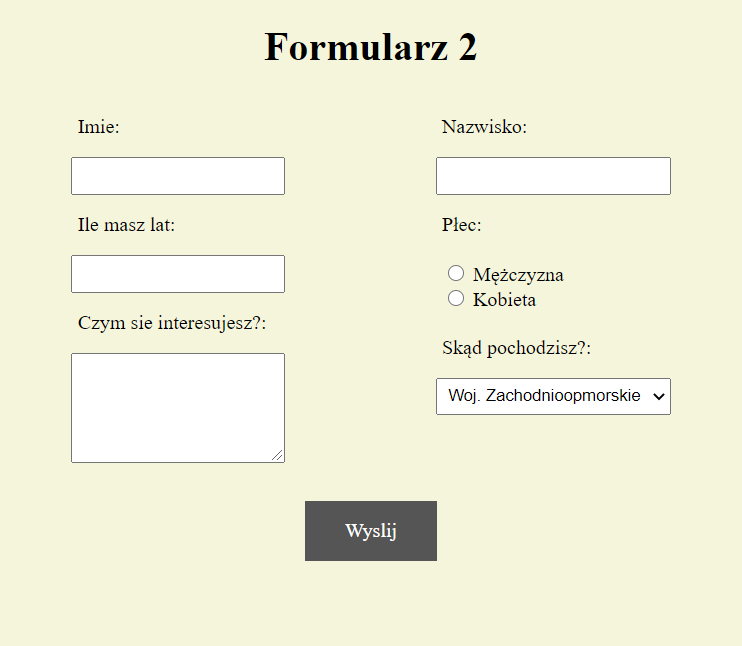 Formularz 2
Imie:
Nazwisko:
Ile masz lat:
Płec:
Mężczyzna
Kobieta
Czym sie interesujesz?:
Skąd pochodzisz?:
Woj. Zachodnioopmorskie
Wyslij